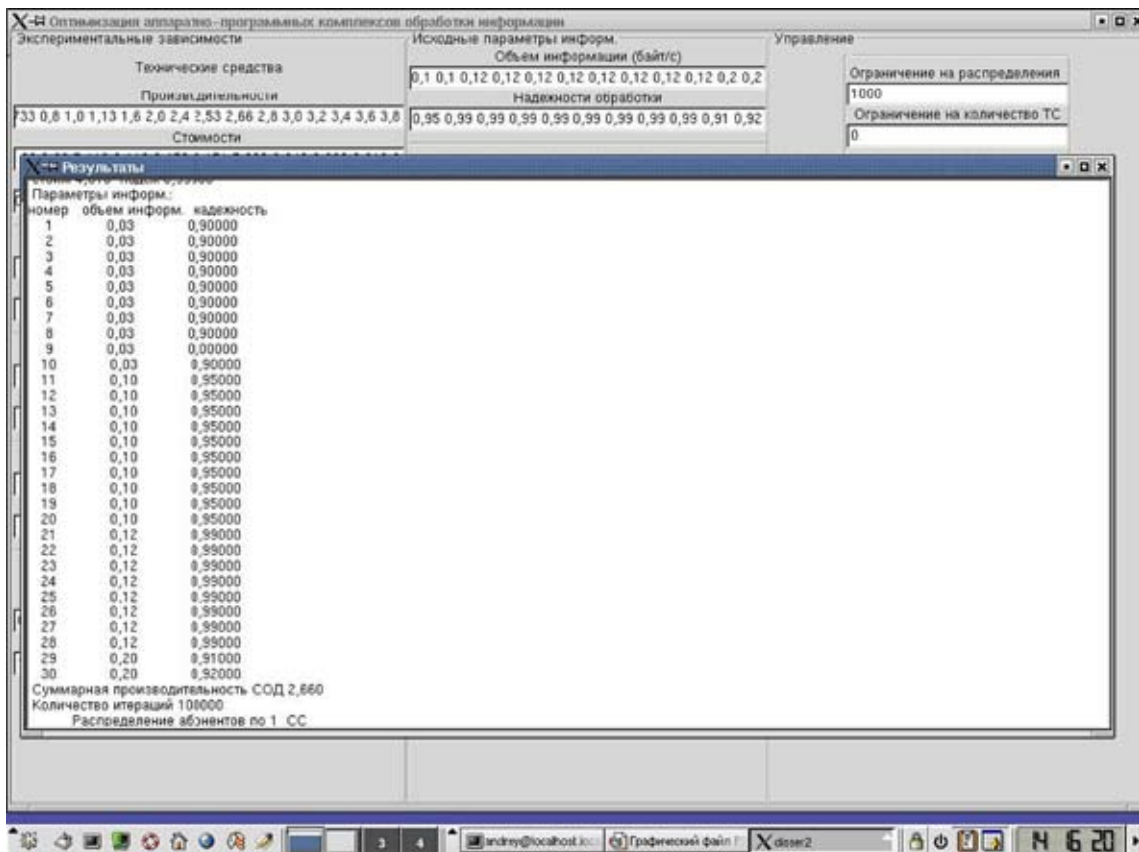 Оптимизация аппаратно-программных комплексов обработки информации
Экспериментальные зависимости
Исходные параметры информ.
Управление
Технические средства
Объем информации (байт/с)
0,1 0,1 0,12 0,12 0,12 0,12 0,12 0,12 0,12 0,12 0,2 0,2
Ограничение на распределения
1000
Производительности
Надежности обработки
733 0,8 1,0 1,13 1,6 2,0 2,4 2,53 2,66 2,8 3,0 3,2 3,4 3,6 3,8
0,95 0,99 0,99 0,99 0,99 0,99 0,99 0,99 0,99 0,91 0,92
Ограничение на количество ТС
0
Стоимости
Результаты
Параметры информ.:
номер объем информ. надежность
1 0,03 0,90000
2 0,03 0,90000
3 0,03 0,90000
4 0,03 0,90000
5 0,03 0,90000
6 0,03 0,90000
7 0,03 0,90000
8 0,03 0,90000
9 0,03 0,00000
10 0,03 0,90000
11 0,10 0,95000
12 0,10 0,95000
13 0,10 0,95000
14 0,10 0,95000
15 0,10 0,95000
16 0,10 0,95000
17 0,10 0,95000
18 0,10 0,95000
19 0,10 0,95000
20 0,10 0,95000
21 0,12 0,99000
22 0,12 0,99000
23 0,12 0,99000
24 0,12 0,99000
25 0,12 0,99000
26 0,12 0,99000
27 0,12 0,99000
28 0,12 0,99000
29 0,20 0,91000
30 0,20 0,92000
Суммарная производительность СОД 2,660
Количество итераций 100000
Распределение абонентов по 1 СС
3 4
andrey@localhost.loc
Графический файл
disser2
16 20